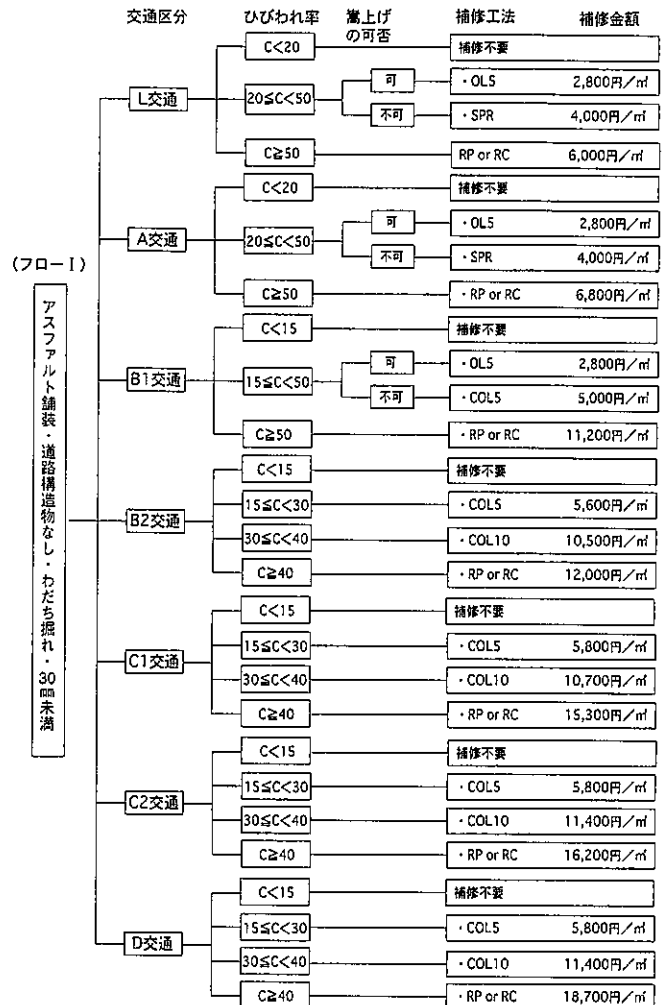 交通区分 ひびわれ率 嵩上げの可否 補修工法 補修金額
(フローⅠ)
アスファルト舗装・道路構造物なし・わだち掘れ・30㎜未満
L交通
C<20 補修不要
20≦C<50 可 ・OL5 2,800円/㎡
不可 ・SPR 4,000円/㎡
C≧50 RP or RC 6,000円/㎡
A交通
C<20 補修不要
20≦C<50 可 ・OL5 2,800円/㎡
不可 ・SPR 4,000円/㎡
C≧50 ・RP or RC 6,800円/㎡
B1交通
C<15 補修不要
15≦C<50 可 ・OL5 2,800円/㎡
不可 ・COL5 5,000円/㎡
C≧50 ・RP or RC 11,200円/㎡
B2交通
C<15 補修不要
15≦C<30 ・COL5 5,600円/㎡
30≦C<40 ・COL10 10,500円/㎡
C≧40 ・RP or RC 12,000円/㎡
C1交通
C<15 補修不要
15≦C<30 ・COL5 5,800円/㎡
30≦C<40 ・COL10 10,700円/㎡
C≧40 ・RP or RC 15,300円/㎡
C2交通
C<15 補修不要
15≦C<30 ・COL5 5,800円/㎡
30≦C<40 ・COL10 11,400円/㎡
C≧40 ・RP or RC 16,200円/㎡
D交通
C<15 補修不要
15≦C<30 ・COL5 5,800円/㎡
30≦C<40 ・COL10 11,400円/㎡
C≧40 ・RP or RC 18,700円/㎡